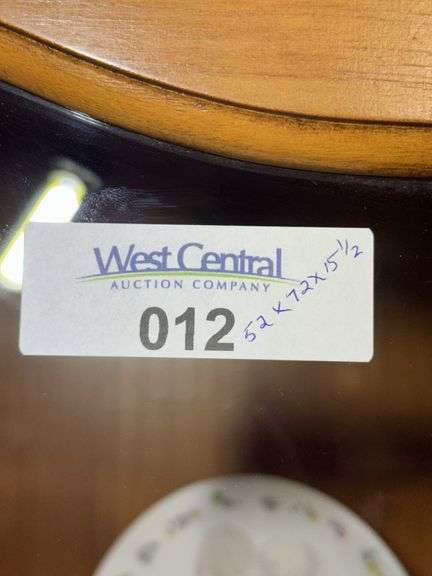 West Central
AUCTION COMPANY
012
52 x 72 x 15 1/2